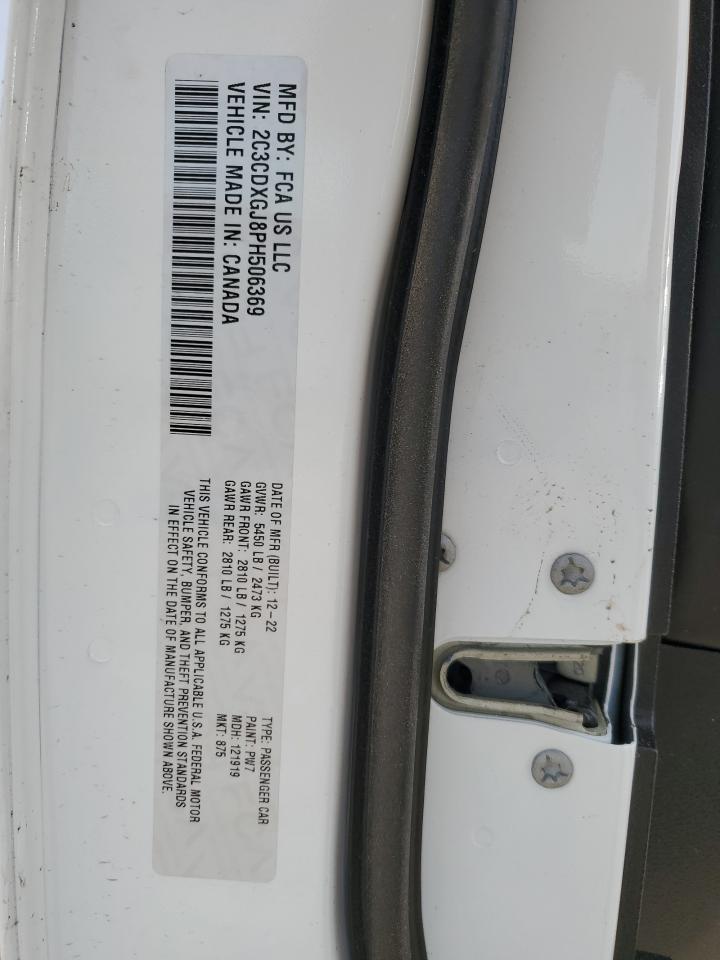 MFD BY: FCA US LLC
VIN: 2C3CDXGJ8PH506369
VEHICLE MADE IN: CANADA
DATE OF MFR (BUILT): 12-22
GVWR: 5450 LB / 2473 KG
GAWR FRONT: 2810 LB / 1275 KG
GAWR REAR: 2810 LB / 1275 KG
TYPE: PASSENGER CAR
PAINT: PW7
MDH: 121919
MKT: 875
THIS VEHICLE CONFORMS TO ALL APPLICABLE U.S.A. FEDERAL MOTOR
VEHICLE SAFETY, BUMPER, AND THEFT PREVENTION STANDARDS
IN EFFECT ON THE DATE OF MANUFACTURE SHOWN ABOVE.